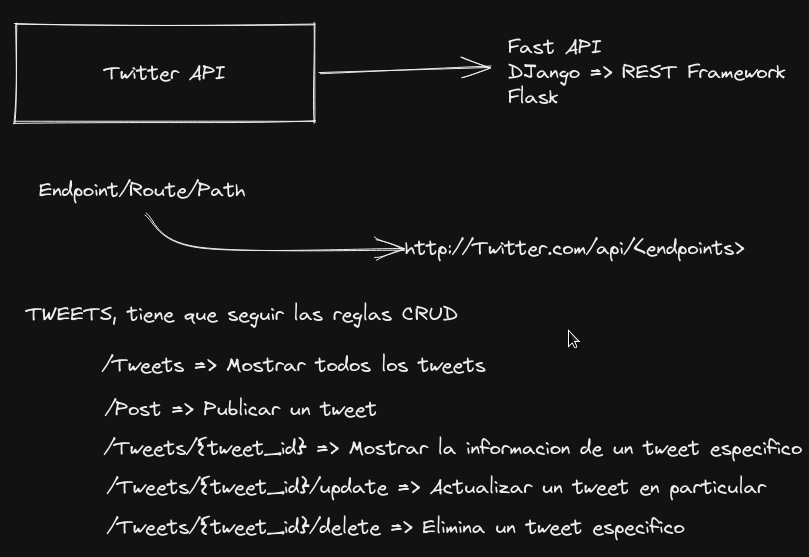 Twitter API
Fast API
DJango => REST Framework
Flask
Endpoint/Route/Path
http://Twitter.com/api/<endpoints>
TWEETS, tiene que seguir las reglas CRUD
/Tweets => Mostrar todos los tweets
/Post => Publicar un tweet
/Tweets/{tweet_id} => Mostrar la informacion de un tweet especifico
/Tweets/{tweet_id}/update => Actualizar un tweet en particular
/Tweets/{tweet_id}/delete => Elimina un tweet especifico